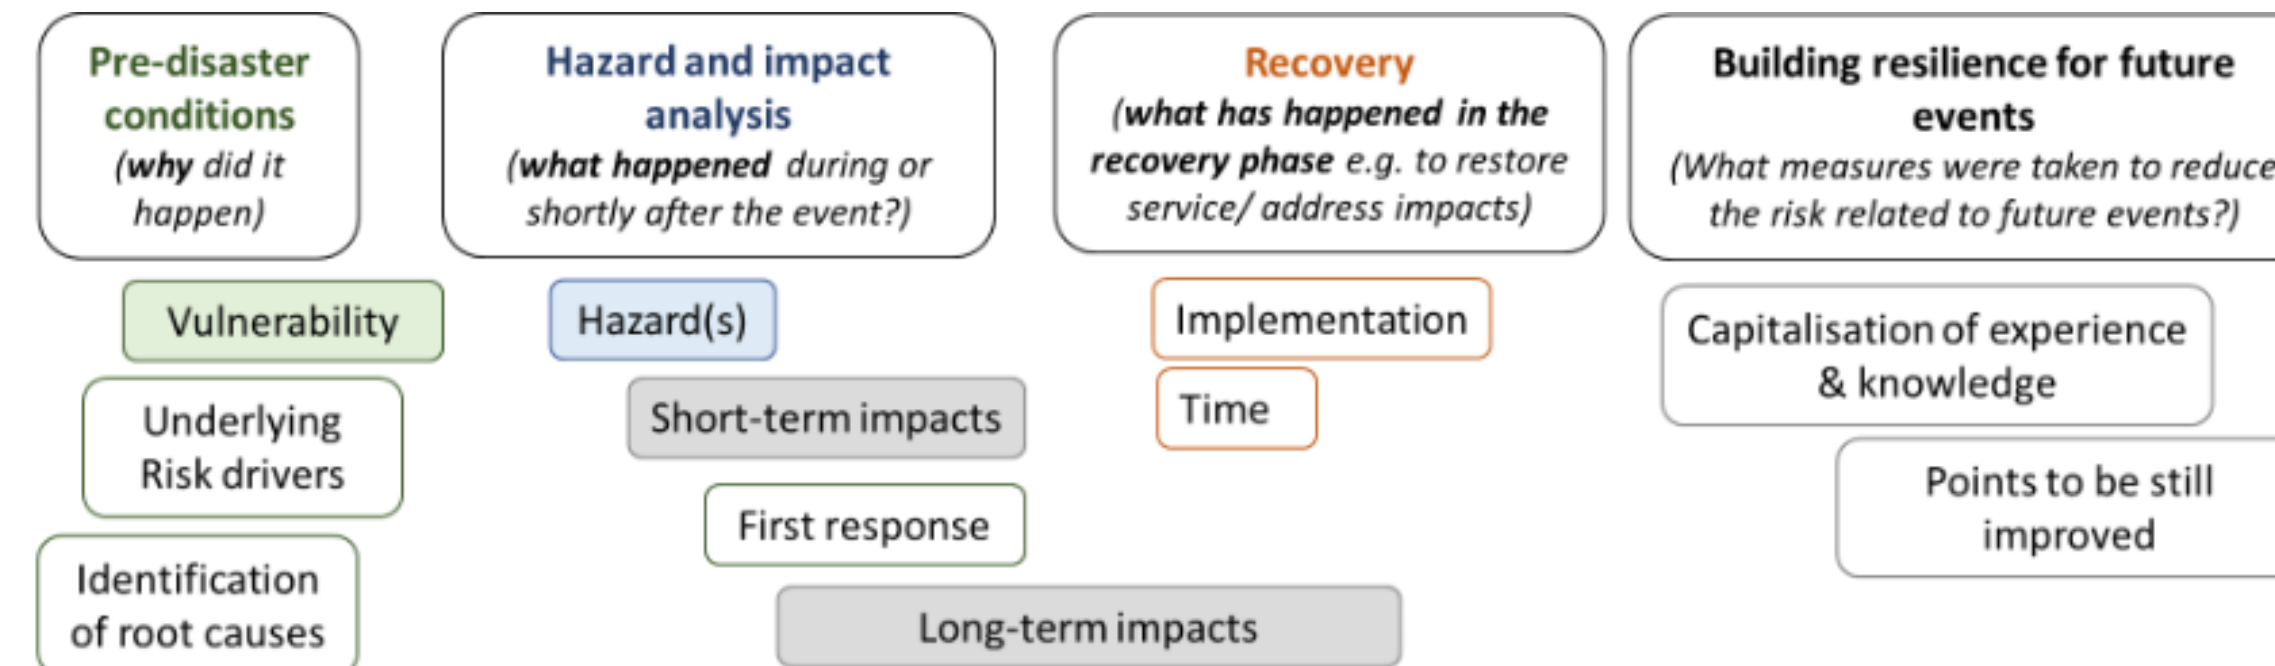 Pre-disaster
conditions
(why did it
happen)
Hazard and impact
analysis
(what happened during or
shortly after the event?)
Recovery
(what has happened in the
recovery phase e.g. to restore
service/ address impacts)
Building resilience for future
events
(What measures were taken to reduce
the risk related to future events?)
Vulnerability
Underlying
Risk drivers
Identification
of root causes
Hazard(s)
Short-term impacts
First response
Long-term impacts
Implementation
Time
Capitalisation of experience
& knowledge
Points to be still
improved